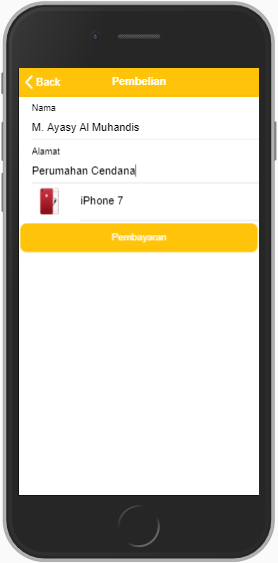 Back
Pembelian
Nama
M. Ayasy Al Muhandis
Alamat
Perumahan Cendana
iPhone 7
Pembayaran